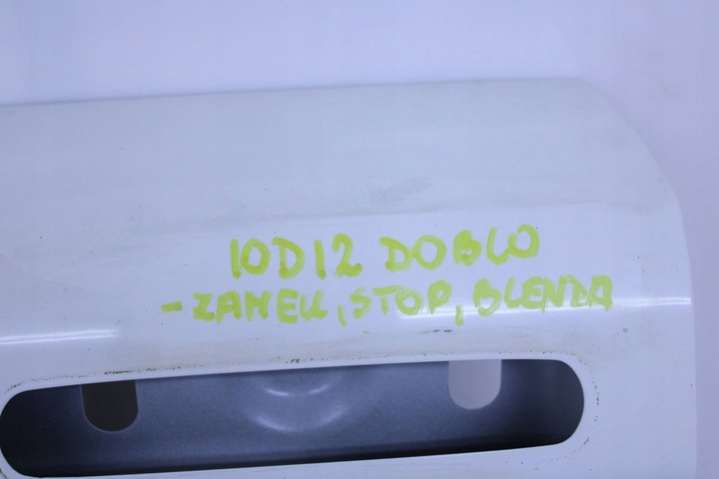 10D12 DOBLO
-ZAMEK, STOP, BLENDA